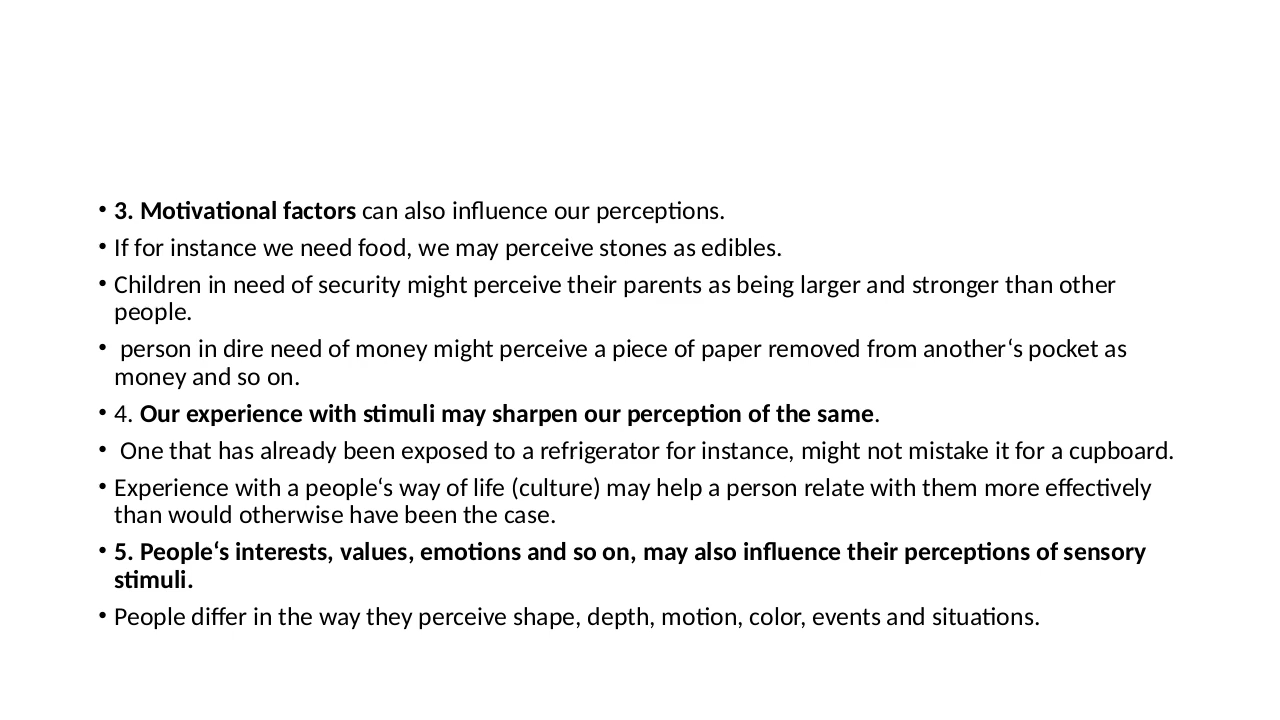 • 3. Motivational factors can also influence our perceptions.
• If for instance we need food, we may perceive stones as edibles.
• Children in need of security might perceive their parents as being larger and stronger than other
people.
• person in dire need of money might perceive a piece of paper removed from another‘s pocket as
money and so on.
• 4. Our experience with stimuli may sharpen our perception of the same.
• One that has already been exposed to a refrigerator for instance, might not mistake it for a cupboard.
• Experience with a people‘s way of life (culture) may help a person relate with them more effectively
than would otherwise have been the case.
• 5. People‘s interests, values, emotions and so on, may also influence their perceptions of sensory
stimuli.
• People differ in the way they perceive shape, depth, motion, color, events and situations.